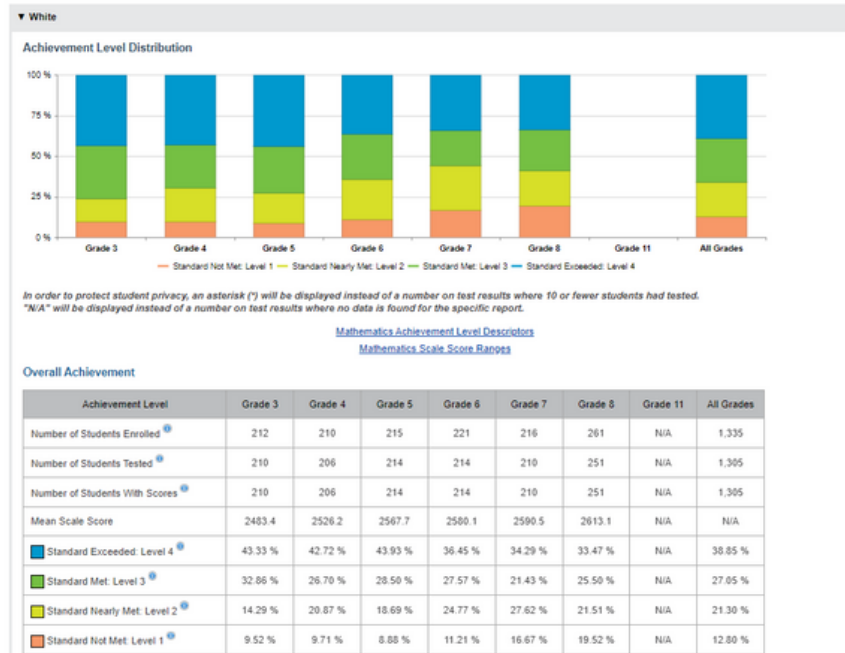 ▼ White
Achievement Level Distribution
100 %
75 %
50 %
25 %
0 %
Grade 3 Grade 4 Grade 5 Grade 6 Grade 7 Grade 8 Grade 11 All Grades
Standard Not Met: Level 1 Standard Nearly Met: Level 2 Standard Met: Level 3 Standard Exceeded: Level 4
In order to protect student privacy, an asterisk (*) will be displayed instead of a number on test results where 10 or fewer students had tested.
"N/A" will be displayed instead of a number on test results where no data is found for the specific report.
Mathematics Achievement Level Descriptors
Mathematics Scale Score Ranges
Overall Achievement
Achievement Level Grade 3 Grade 4 Grade 5 Grade 6 Grade 7 Grade 8 Grade 11 All Grades
Number of Students Enrolled 212 210 215 221 216 261 N/A 1,335
Number of Students Tested 210 206 214 214 210 251 N/A 1,305
Number of Students With Scores 210 206 214 214 210 251 N/A 1,305
Mean Scale Score 2483.4 2526.2 2567.7 2580.1 2590.5 2613.1 N/A N/A
Standard Exceeded: Level 4 43.33 % 42.72 % 43.93 % 36.45 % 34.29 % 33.47 % N/A 38.85 %
Standard Met: Level 3 32.86 % 26.70 % 28.50 % 27.57 % 21.43 % 25.50 % N/A 27.05 %
Standard Nearly Met: Level 2 14.29 % 20.87 % 18.69 % 24.77 % 27.62 % 21.51 % N/A 21.30 %
Standard Not Met: Level 1 9.52 % 9.71 % 8.88 % 11.21 % 16.67 % 19.52 % N/A 12.80 %